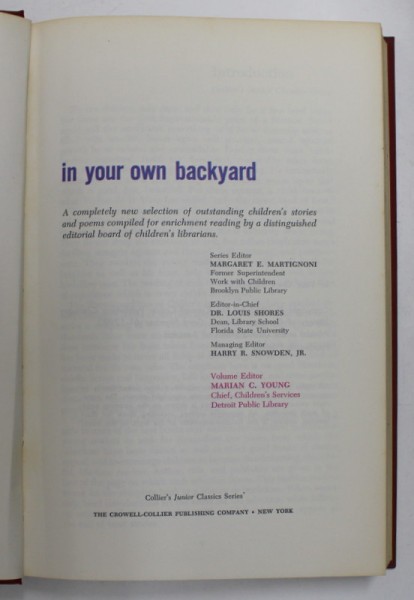 in your own backyard
A completely new selection of outstanding children's stories
and poems compiled for enrichment reading by a distinguished
editorial board of children's librarians.
Series Editor
MARGARET E. MARTIGNONI
Former Superintendent
Work with Children
Brooklyn Public Library
Editor-in-Chief
DR. LOUIS SHORES
Dean, Library School
Florida State University
Managing Editor
HARRY R. SNOWDEN, JR.
Volume Editor
MARIAN C. YOUNG
Chief, Children's Services
Detroit Public Library
Collier's Junior Classics Series
THE CROWELL-COLLIER PUBLISHING COMPANY • NEW YORK